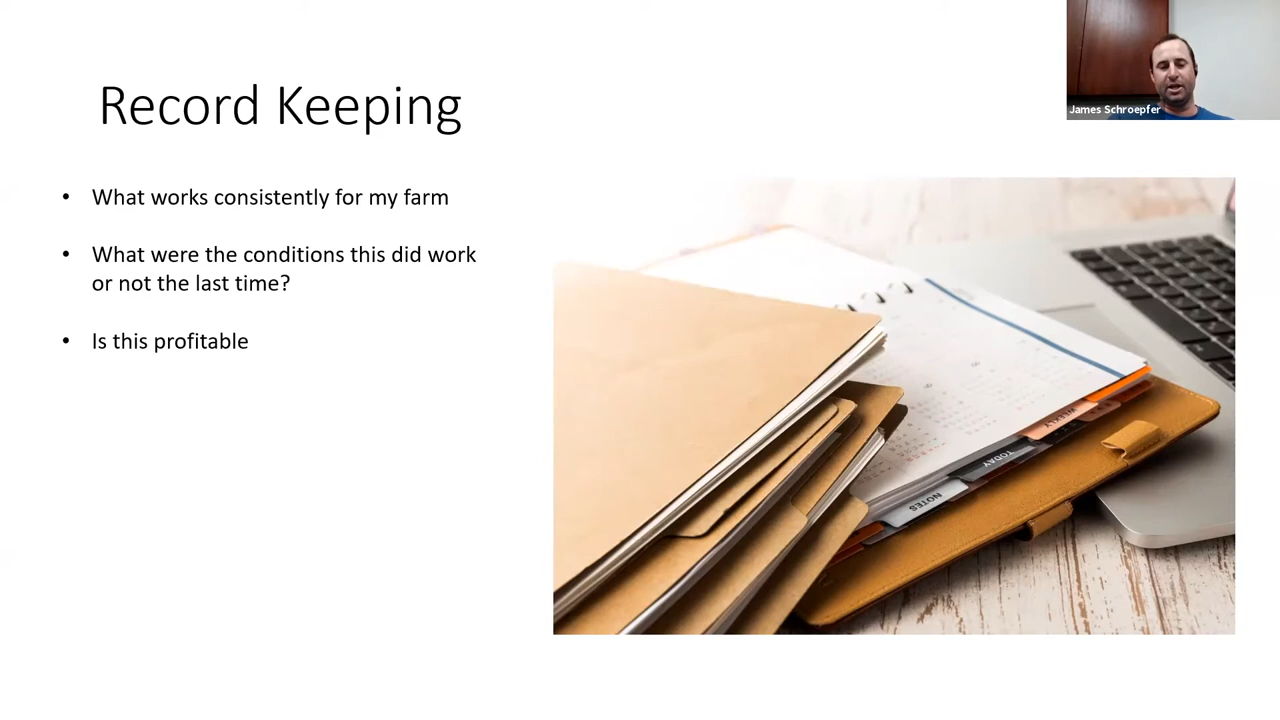 Record Keeping
James Schroepfer
• What works consistently for my farm
• What were the conditions this did work
or not the last time?
• Is this profitable
WEEKLY
TODAY
NOTES